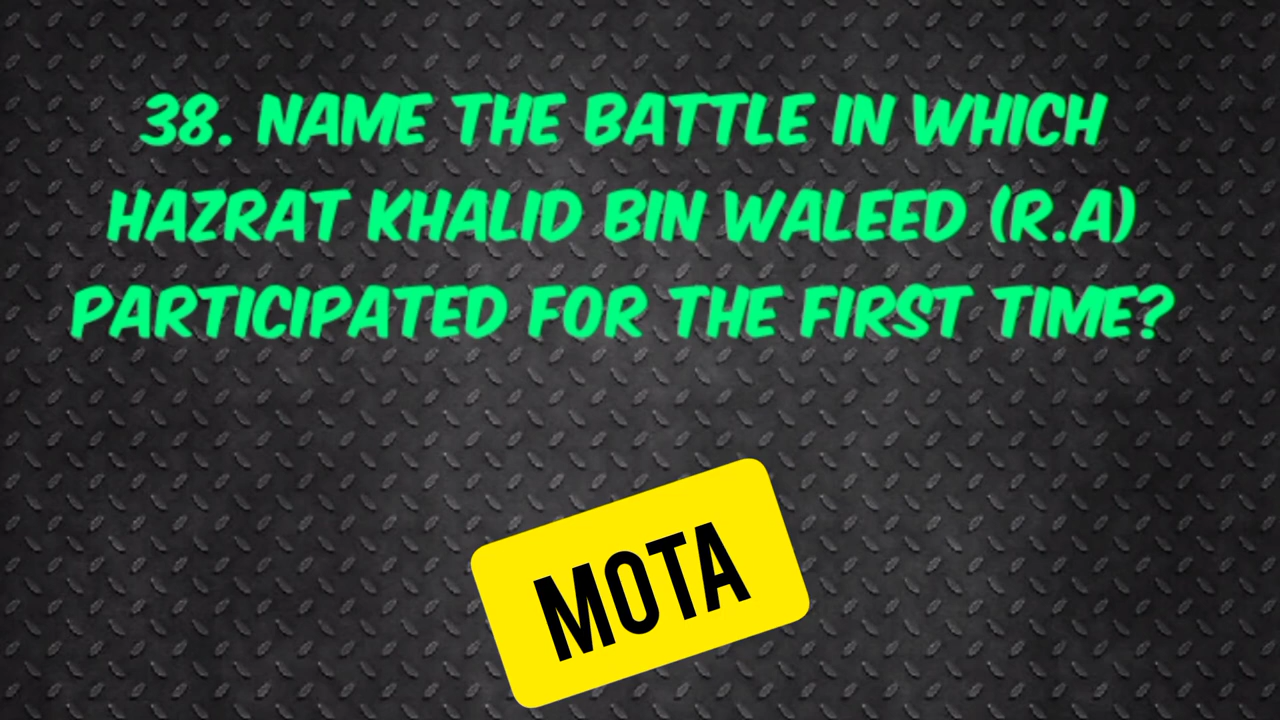 38. NAME THE BATTLE IN WHICH
HAZRAT KHALID BIN WALEED (R.A)
PARTICIPATED FOR THE FIRST TIME?
MOTA